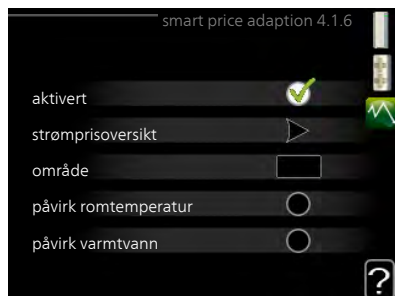 smart price adaption 4.1.6
aktivert
strømprisoversikt
område
påvirk romtemperatur
påvirk varmtvann
?